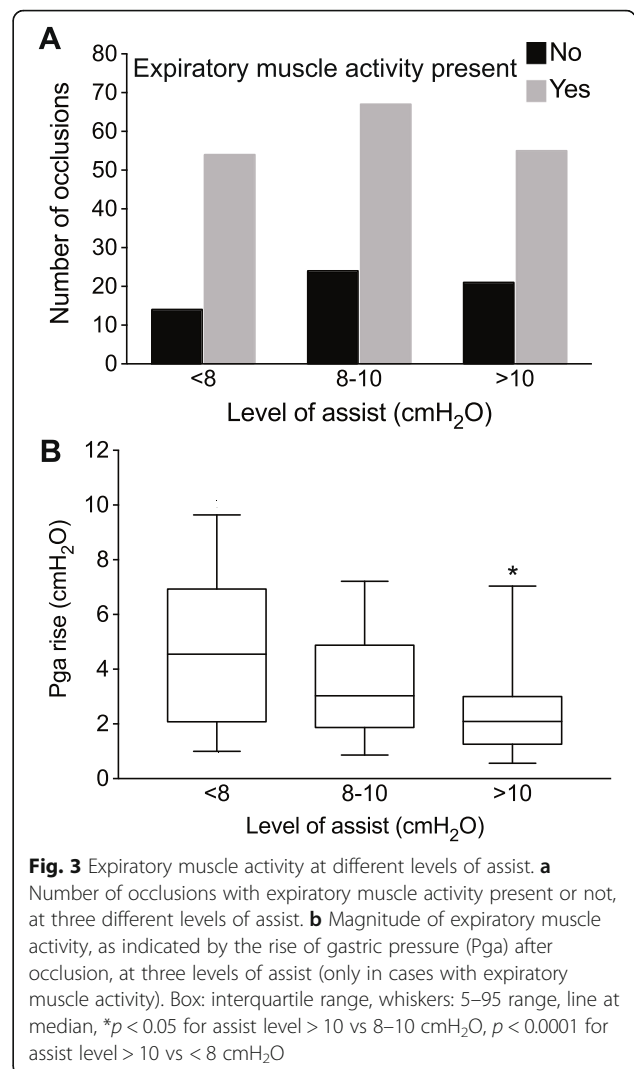 A
Expiratory muscle activity present
No
Yes
Number of occlusions
80
70
60
50
40
30
20
10
0
<8
8-10
>10
Level of assist (cmH₂O)
B
Pga rise (cmH₂O)
12
10
8
6
4
2
0
*
<8
8-10
>10
Level of assist (cmH₂O)
Fig. 3 Expiratory muscle activity at different levels of assist. a
Number of occlusions with expiratory muscle activity present or not,
at three different levels of assist. b Magnitude of expiratory muscle
activity, as indicated by the rise of gastric pressure (Pga) after
occlusion, at three levels of assist (only in cases with expiratory
muscle activity). Box: interquartile range, whiskers: 5–95 range, line at
median, *p < 0.05 for assist level > 10 vs 8–10 cmH₂O, p < 0.0001 for
assist level > 10 vs < 8 cmH₂O